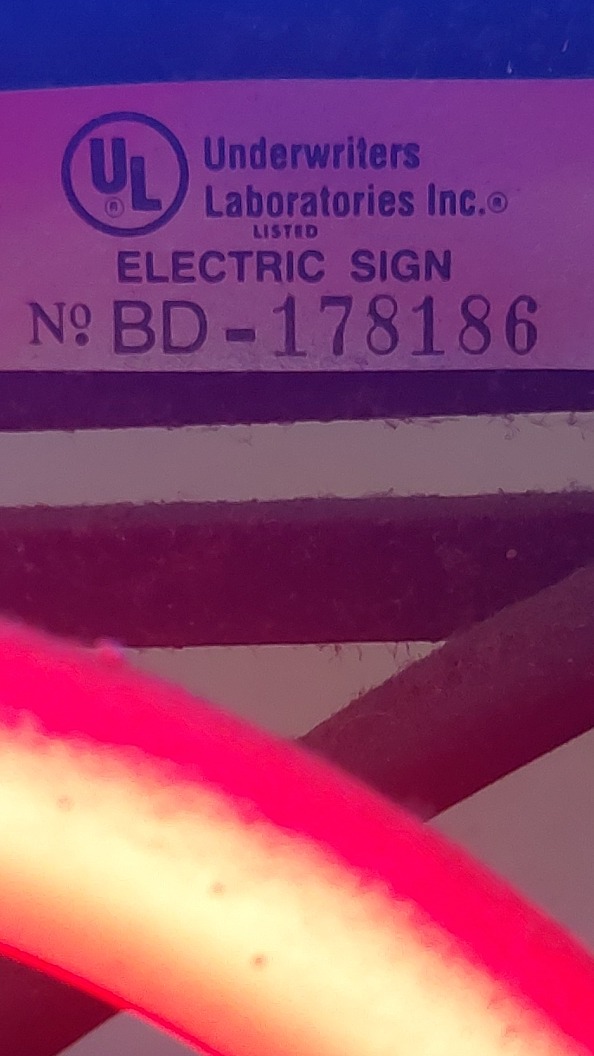 UL®
Underwriters
Laboratories Inc.®
LISTED
ELECTRIC SIGN
Nº BD-178186